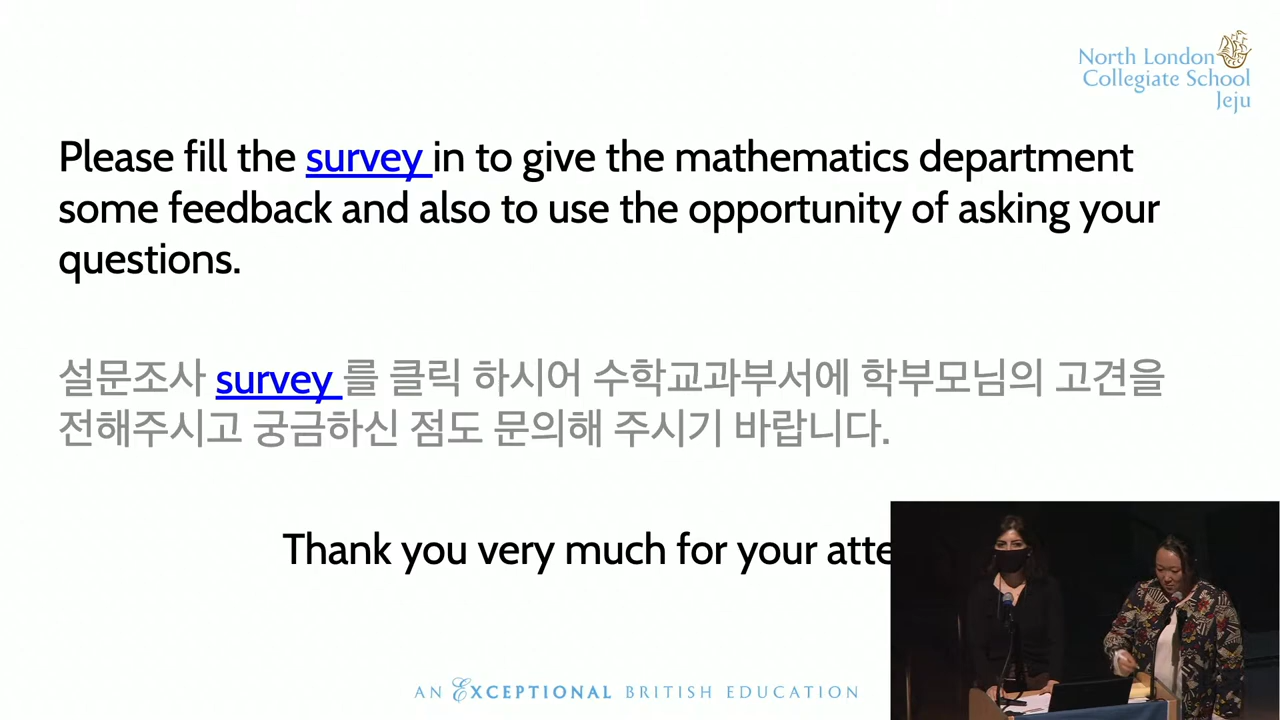 North London
Collegiate School
Jeju
Please fill the survey in to give the mathematics department
some feedback and also to use the opportunity of asking your
questions.
설문조사 survey 를 클릭 하시어 수학교과부서에 학부모님의 고견을
전해주시고 궁금하신 점도 문의해 주시기 바랍니다.
Thank you very much for your atte
AN EXCEPTIONAL BRITISH EDUCATION